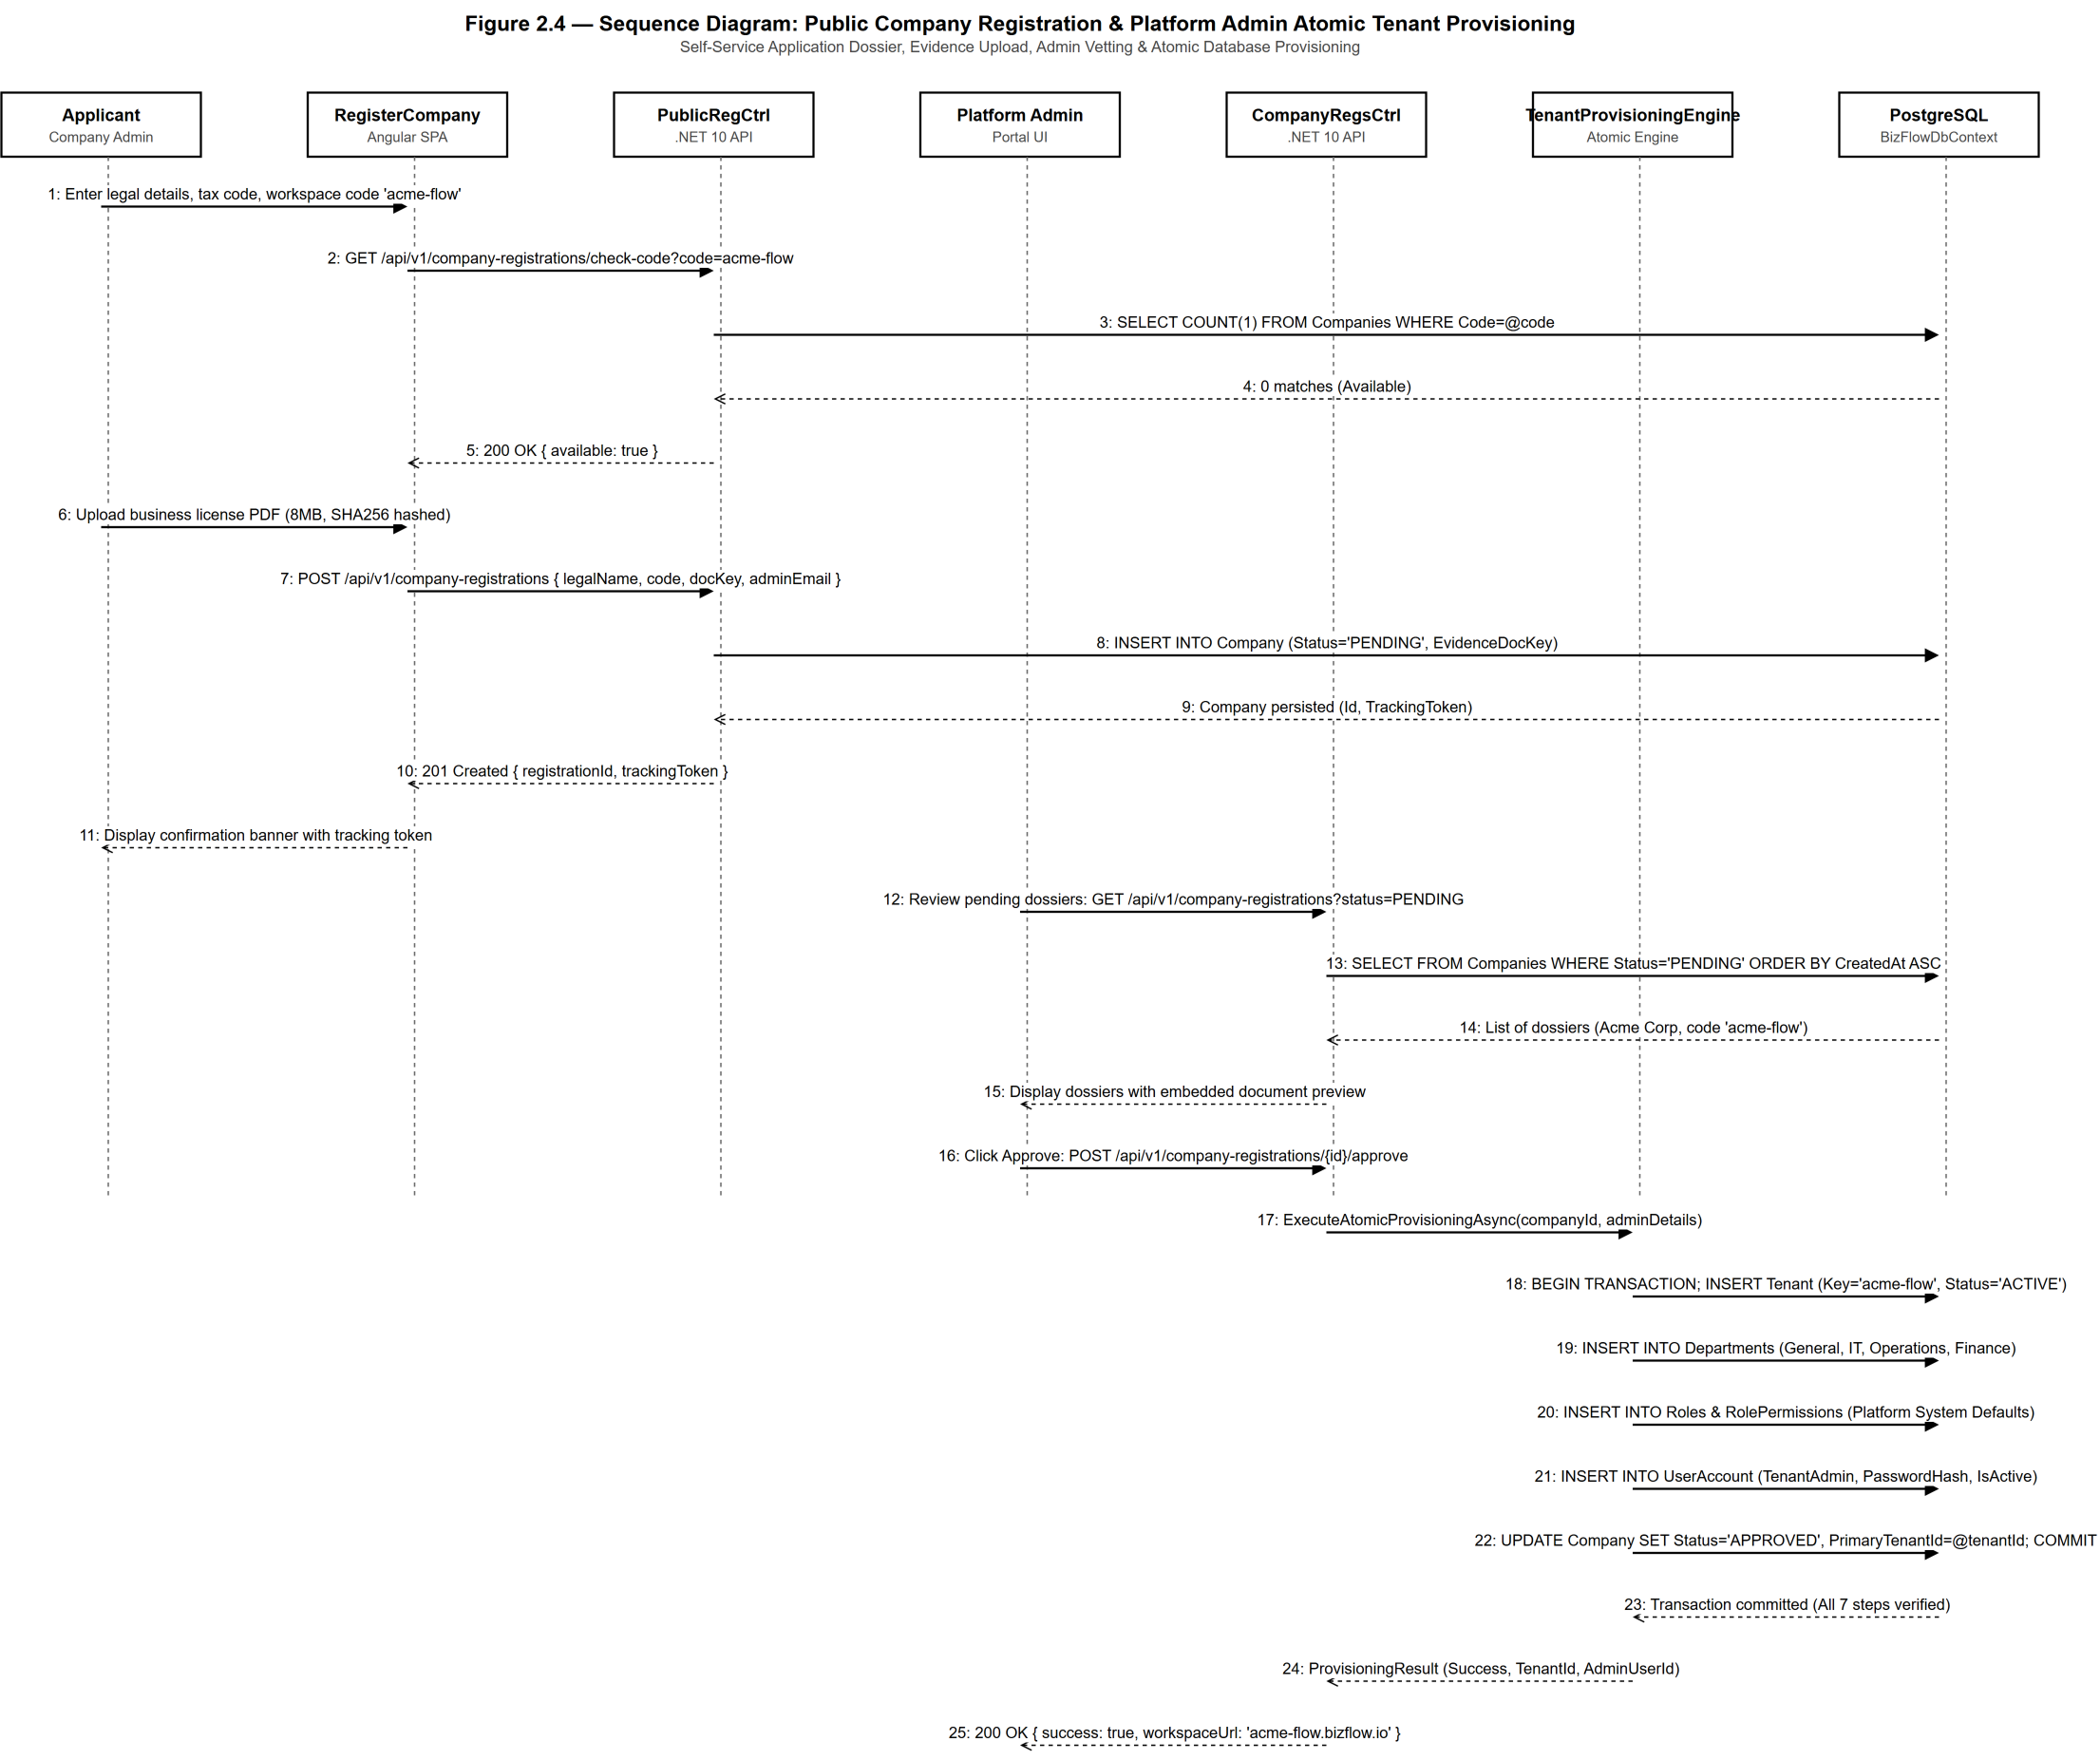 Figure 2.4 — Sequence Diagram: Public Company Registration & Platform Admin Atomic Tenant Provisioning
Self-Service Application Dossier, Evidence Upload, Admin Vetting & Atomic Database Provisioning
Applicant
Company Admin
RegisterCompany
Angular SPA
PublicRegCtrl
.NET 10 API
Platform Admin
Portal UI
CompanyRegsCtrl
.NET 10 API
TenantProvisioningEngine
Atomic Engine
PostgreSQL
BizFlowDbContext
1: Enter legal details, tax code, workspace code 'acme-flow'
2: GET /api/v1/company-registrations/check-code?code=acme-flow
3: SELECT COUNT(1) FROM Companies WHERE Code=@code
4: 0 matches (Available)
5: 200 OK { available: true }
6: Upload business license PDF (8MB, SHA256 hashed)
7: POST /api/v1/company-registrations { legalName, code, docKey, adminEmail }
8: INSERT INTO Company (Status='PENDING', EvidenceDocKey)
9: Company persisted (Id, TrackingToken)
10: 201 Created { registrationId, trackingToken }
11: Display confirmation banner with tracking token
12: Review pending dossiers: GET /api/v1/company-registrations?status=PENDING
13: SELECT FROM Companies WHERE Status='PENDING' ORDER BY CreatedAt ASC
14: List of dossiers (Acme Corp, code 'acme-flow')
15: Display dossiers with embedded document preview
16: Click Approve: POST /api/v1/company-registrations/{id}/approve
17: ExecuteAtomicProvisioningAsync(companyId, adminDetails)
18: BEGIN TRANSACTION; INSERT Tenant (Key='acme-flow', Status='ACTIVE')
19: INSERT INTO Departments (General, IT, Operations, Finance)
20: INSERT INTO Roles & RolePermissions (Platform System Defaults)
21: INSERT INTO UserAccount (TenantAdmin, PasswordHash, IsActive)
22: UPDATE Company SET Status='APPROVED', PrimaryTenantId=@tenantId; COMMIT
23: Transaction committed (All 7 steps verified)
24: ProvisioningResult (Success, TenantId, AdminUserId)
25: 200 OK { success: true, workspaceUrl: 'acme-flow.bizflow.io' }